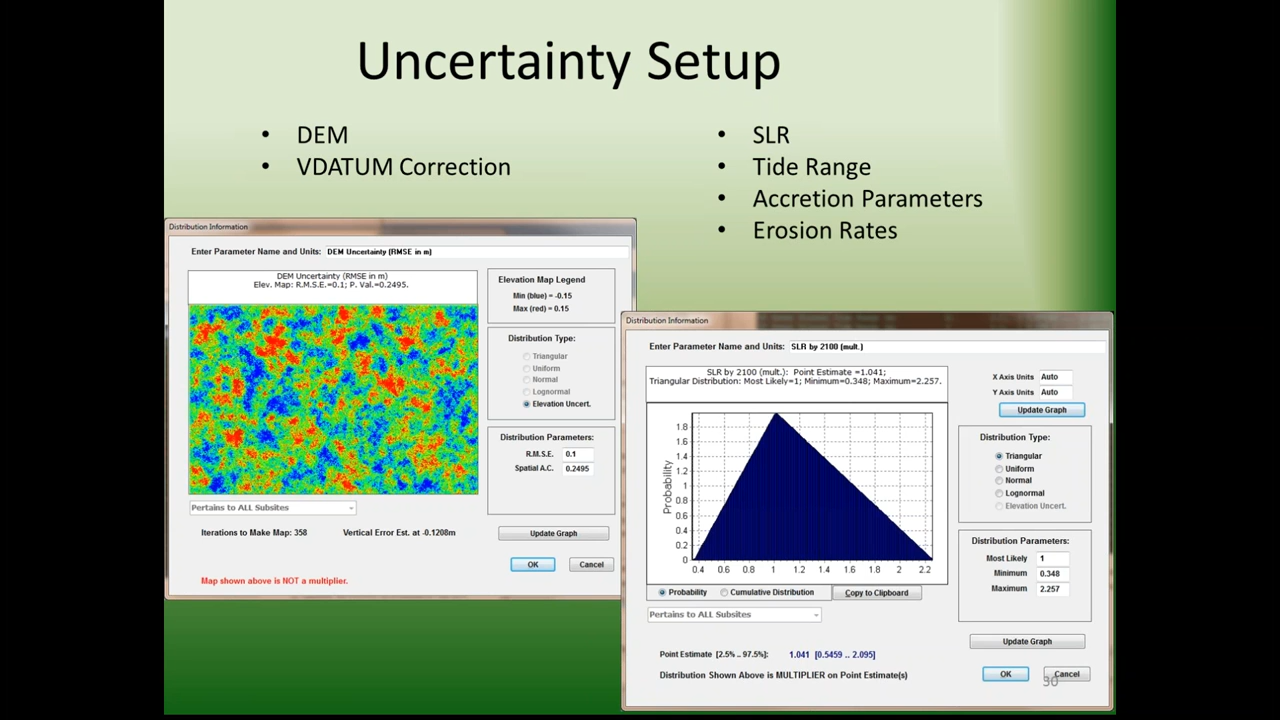 Uncertainty Setup
• DEM
• VDATUM Correction
• SLR
• Tide Range
• Accretion Parameters
• Erosion Rates
Distribution Information
Enter Parameter Name and Units: DEM Uncertainty (RMSE in m)
DEM Uncertainty (RMSE in m)
Elev. Map: R.M.S.E.=0.1; P. Val.=0.2495.
Elevation Map Legend
Min (blue) = -0.15
Max (red) = 0.15
Distribution Type:
Triangular
Uniform
Normal
Lognormal
Elevation Uncert.
Distribution Parameters:
R.M.S.E. 0.1
Spatial A.C. 0.2495
Pertains to ALL Subsites
Iterations to Make Map: 358 Vertical Error Est. at -0.1208m
Update Graph
OK Cancel
Map shown above is NOT a multiplier.
Distribution Information
Enter Parameter Name and Units: SLR by 2100 (mult.)
SLR by 2100 (mult.): Point Estimate =1.041;
Triangular Distribution: Most Likely=1; Minimum=0.348; Maximum=2.257.
X Axis Units Auto
Y Axis Units Auto
Update Graph
Probability
1.8
1.6
1.4
1.2
1
0.8
0.6
0.4
0.2
0
0.4 0.6 0.8 1 1.2 1.4 1.6 1.8 2 2.2
Distribution Type:
Triangular
Uniform
Normal
Lognormal
Elevation Uncert.
Distribution Parameters:
Most Likely 1
Minimum 0.348
Maximum 2.257
Probability Cumulative Distribution Copy to Clipboard
Pertains to ALL Subsites
Update Graph
Point Estimate [2.5% .. 97.5%]: 1.041 [0.5459 .. 2.095]
Distribution Shown Above is MULTIPLIER on Point Estimate(s)
OK Cancel
30